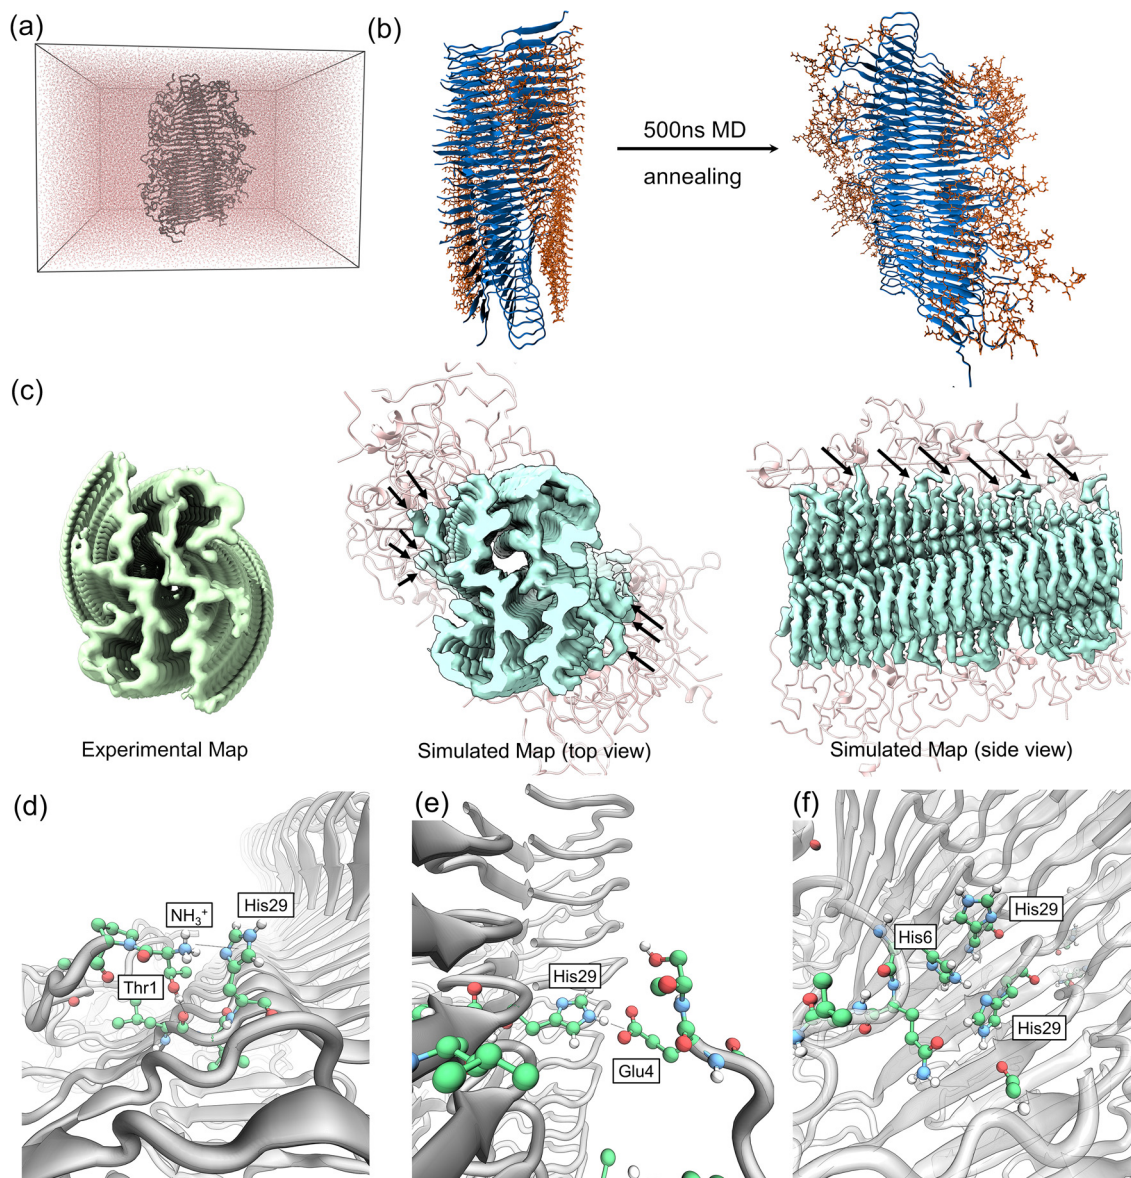 (a)
(b)
500ns MD
annealing
(c)
Experimental Map
Simulated Map (top view)
Simulated Map (side view)
(d)
NH₃⁺
His29
Thr1
(e)
His29
Glu4
(f)
His29
His6
His29